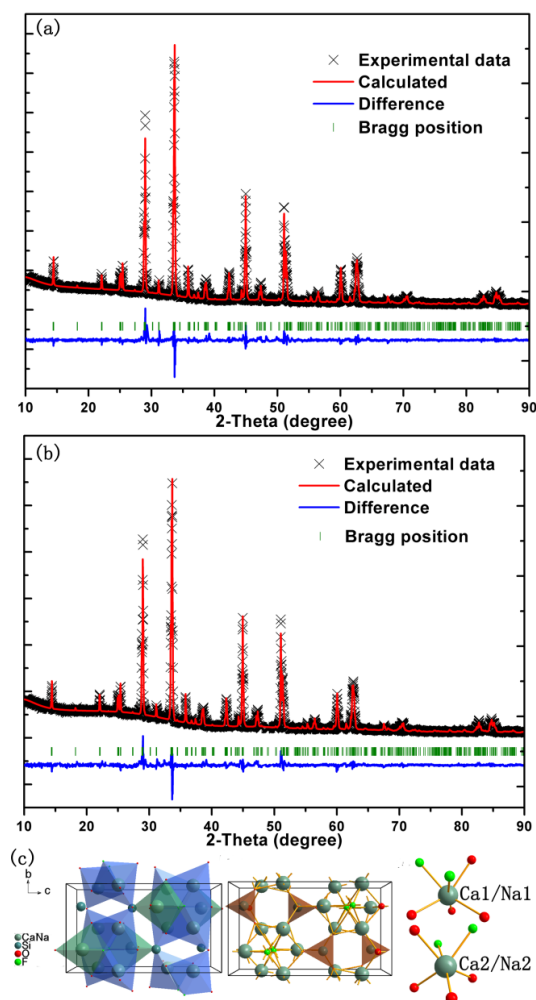 (a)
Experimental data
Calculated
Difference
Bragg position
10 20 30 40 50 60 70 80 90
2-Theta (degree)
(b)
Experimental data
Calculated
Difference
Bragg position
10 20 30 40 50 60 70 80 90
2-Theta (degree)
(c)
b
c
CaNa
Si
O
F
Ca1/Na1
Ca2/Na2